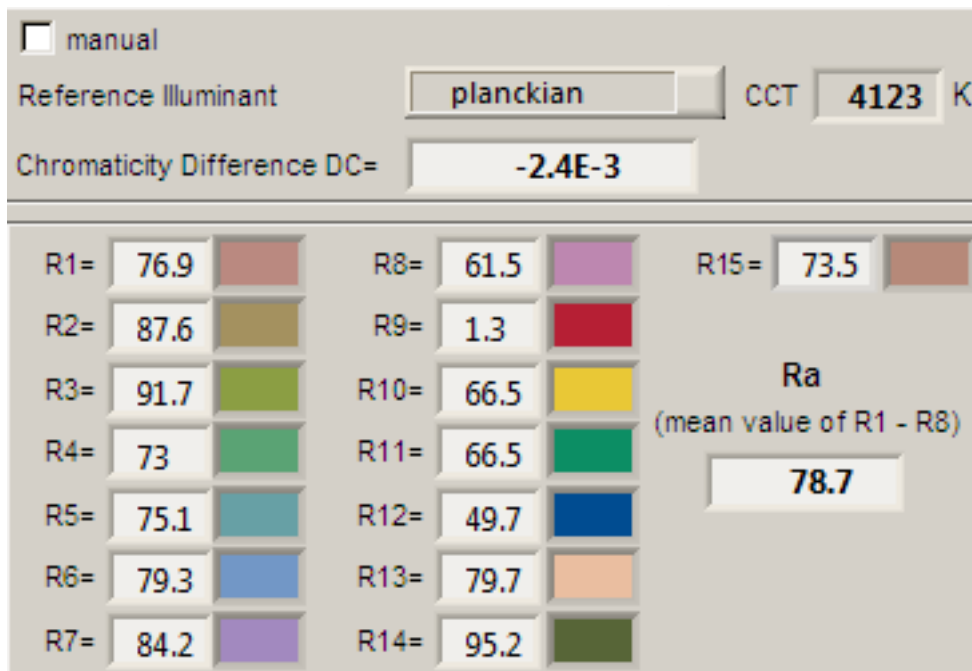 manual
Reference Illuminant planckian CCT 4123 K
Chromaticity Difference DC= -2.4E-3
R1= 76.9 R8= 61.5 R15= 73.5
R2= 87.6 R9= 1.3
R3= 91.7 R10= 66.5
Ra
(mean value of R1 - R8)
R4= 73 R11= 66.5
78.7
R5= 75.1 R12= 49.7
R6= 79.3 R13= 79.7
R7= 84.2 R14= 95.2